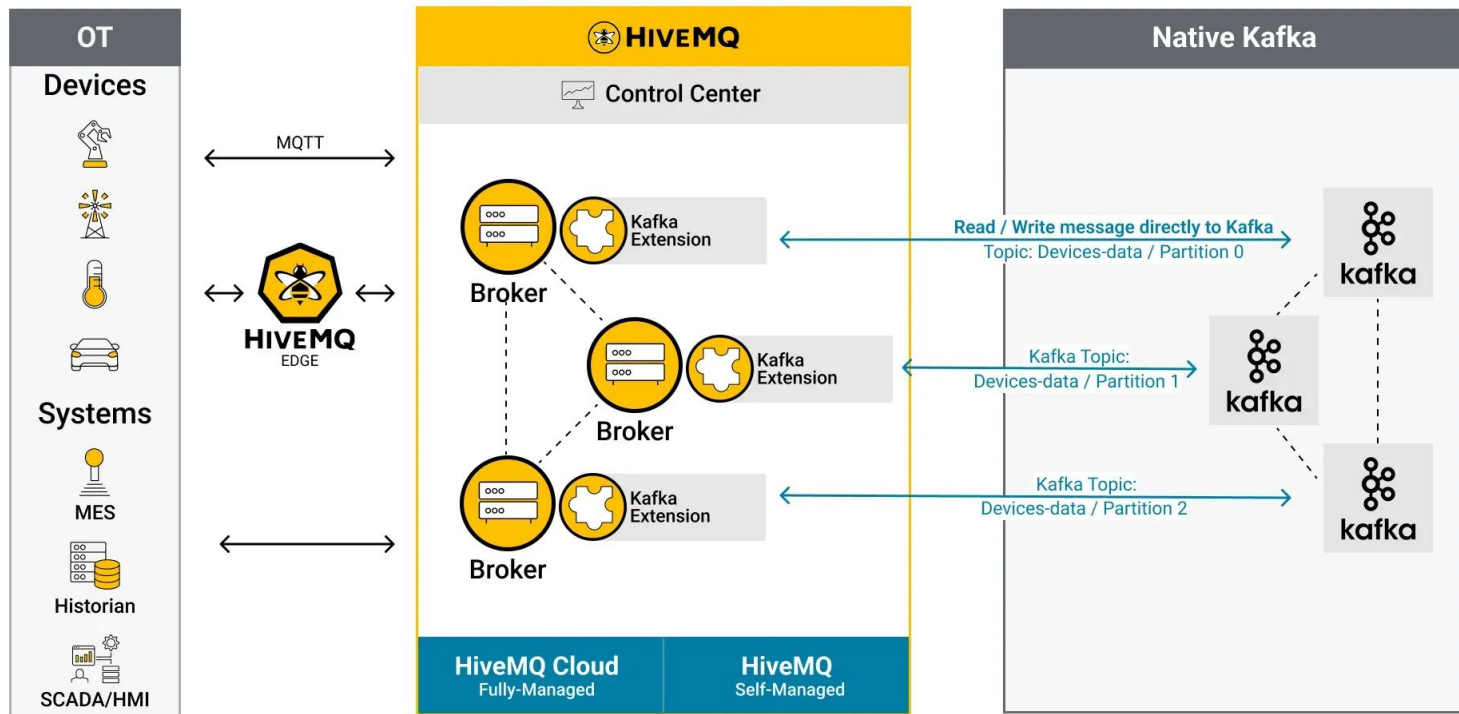 OT
Devices
Systems
MES
Historian
SCADA/HMI
MQTT
HIVEMQ
EDGE
HIVEMQ
Control Center
Kafka
Extension
Broker
Kafka
Extension
Broker
Kafka
Extension
Broker
HiveMQ Cloud
Fully-Managed
HiveMQ
Self-Managed
Read / Write message directly to Kafka
Topic: Devices-data / Partition 0
Kafka Topic:
Devices-data / Partition 1
Kafka Topic:
Devices-data / Partition 2
Native Kafka
kafka
kafka
kafka